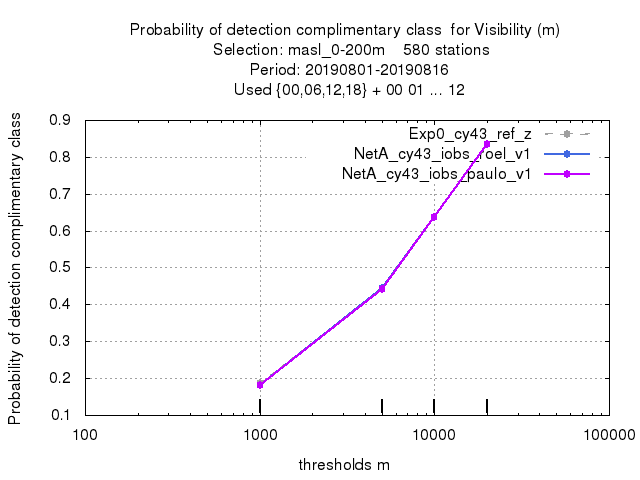 Probability of detection complimentary class  for Visibility (m)
Selection: masl_0-200m    580 stations
Period: 20190801-20190816
Used {00,06,12,18} + 00 01 ... 12
Probability of detection complimentary class
0.9
0.8
0.7
0.6
0.5
0.4
0.3
0.2
0.1
Exp0_cy43_ref_z
NetA_cy43_iobs_roel_v1
NetA_cy43_iobs_paulo_v1
100
1000
10000
100000
thresholds m